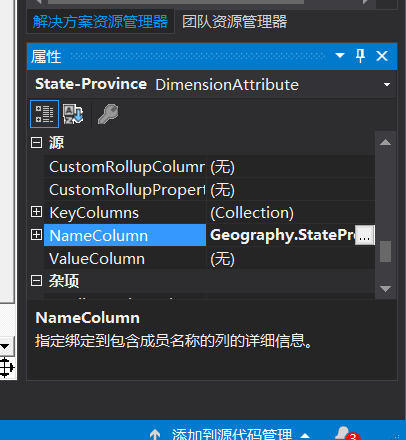 解决方案资源管理器 团队资源管理器
属性
State-Province DimensionAttribute
源
CustomRollupColumn (无)
CustomRollupPropert (无)
KeyColumns (Collection)
NameColumn Geography.StatePr ...
ValueColumn (无)
杂项
NameColumn
指定绑定到包含成员名称的列的详细信息。
添加到源代码管理 3